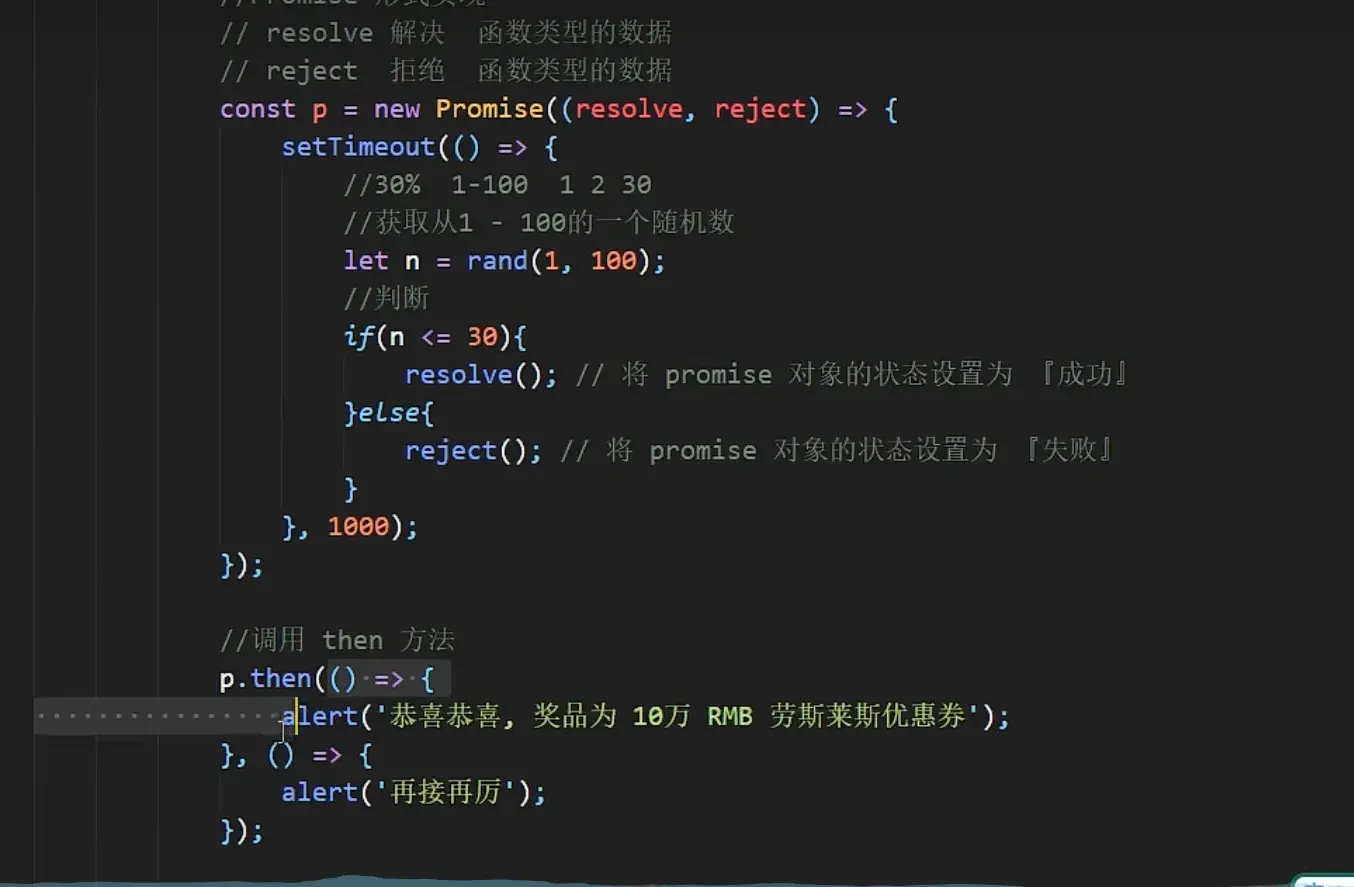 //Promise 形式实现
// resolve 解决 函数类型的数据
// reject 拒绝 函数类型的数据
const p = new Promise((resolve, reject) => {
setTimeout(() => {
//30% 1-100 1 2 30
//获取从1 - 100的一个随机数
let n = rand(1, 100);
//判断
if(n <= 30){
resolve(); // 将 promise 对象的状态设置为 『成功』
}else{
reject(); // 将 promise 对象的状态设置为 『失败』
}
}, 1000);
});
//调用 then 方法
p.then(() => {
alert('恭喜恭喜, 奖品为 10万 RMB 劳斯莱斯优惠券');
}, () => {
alert('再接再厉');
});